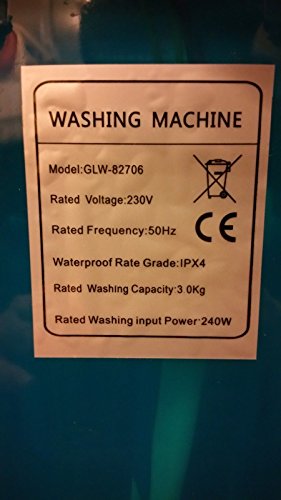 WASHING MACHINE
Model:GLW-82706
Rated Voltage:230V
Rated Frequency:50Hz
CE
Waterproof Rate Grade:IPX4
Rated Washing Capacity:3 0Kg
Rated Washing input Power:240W